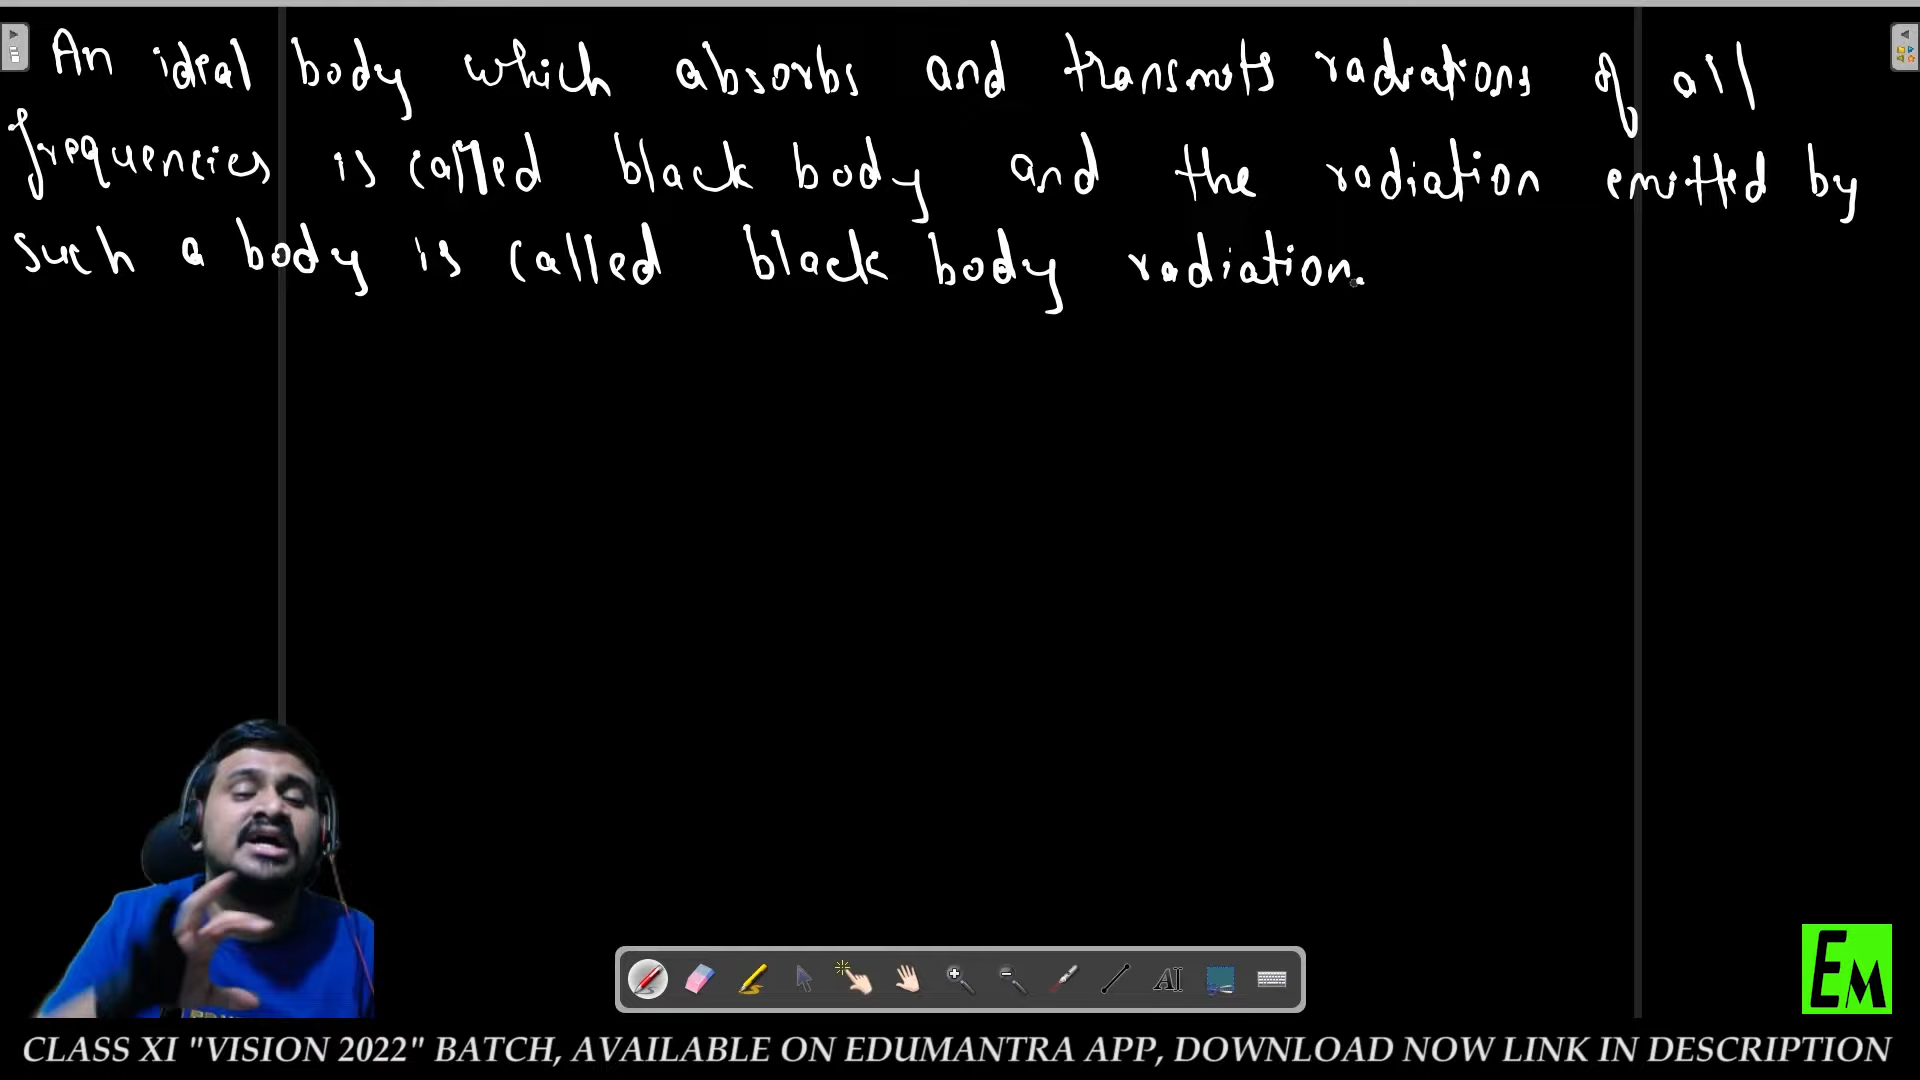 An ideal body which absorbs and transmits radiations of all
frequencies is called black body and the radiation emitted by
such a body is called black body radiation.
AI
EM
CLASS XI "VISION 2022" BATCH, AVAILABLE ON EDUMANTRA APP, DOWNLOAD NOW LINK IN DESCRIPTION